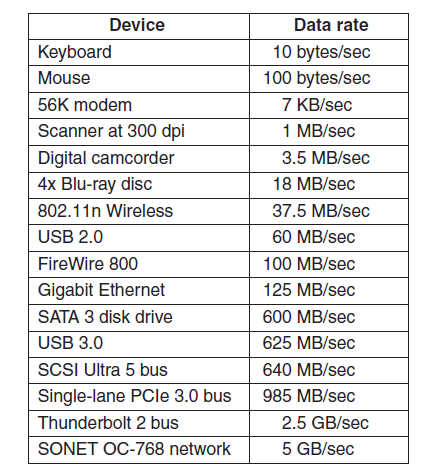 Device Data rate
Keyboard 10 bytes/sec
Mouse 100 bytes/sec
56K modem 7 KB/sec
Scanner at 300 dpi 1 MB/sec
Digital camcorder 3.5 MB/sec
4x Blu-ray disc 18 MB/sec
802.11n Wireless 37.5 MB/sec
USB 2.0 60 MB/sec
FireWire 800 100 MB/sec
Gigabit Ethernet 125 MB/sec
SATA 3 disk drive 600 MB/sec
USB 3.0 625 MB/sec
SCSI Ultra 5 bus 640 MB/sec
Single-lane PCIe 3.0 bus 985 MB/sec
Thunderbolt 2 bus 2.5 GB/sec
SONET OC-768 network 5 GB/sec